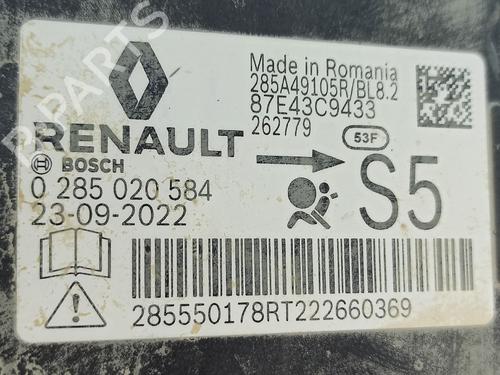 Made in Romania
285A49105R/BL8.2
87E43C9433
262779
53F
RENAULT
BOSCH
0 285 020 584
23-09-2022
S5
285550178RT222660369